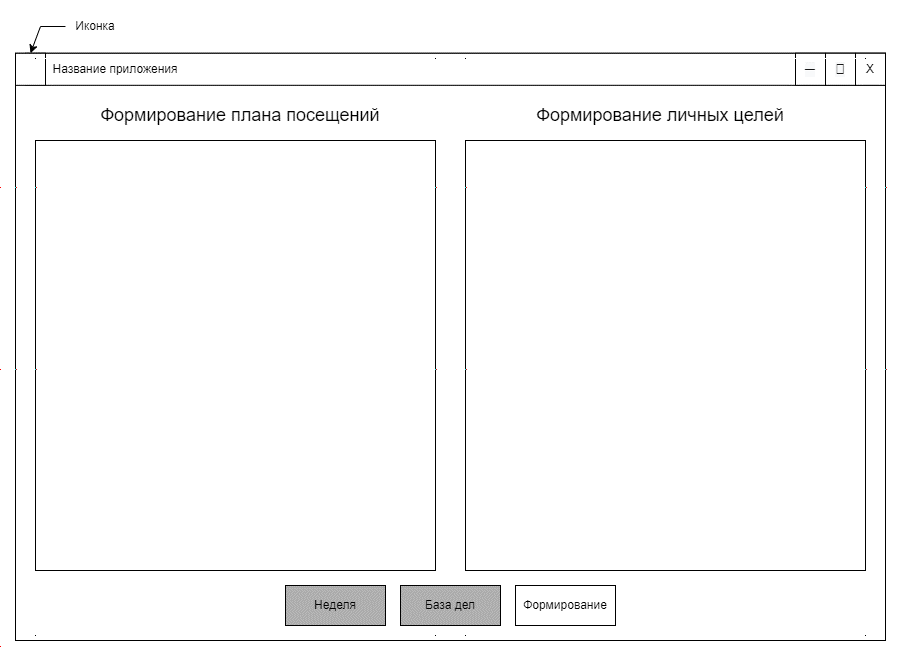 Иконка
Название приложения
X
Формирование плана посещений
Формирование личных целей
Неделя
База дел
Формирование